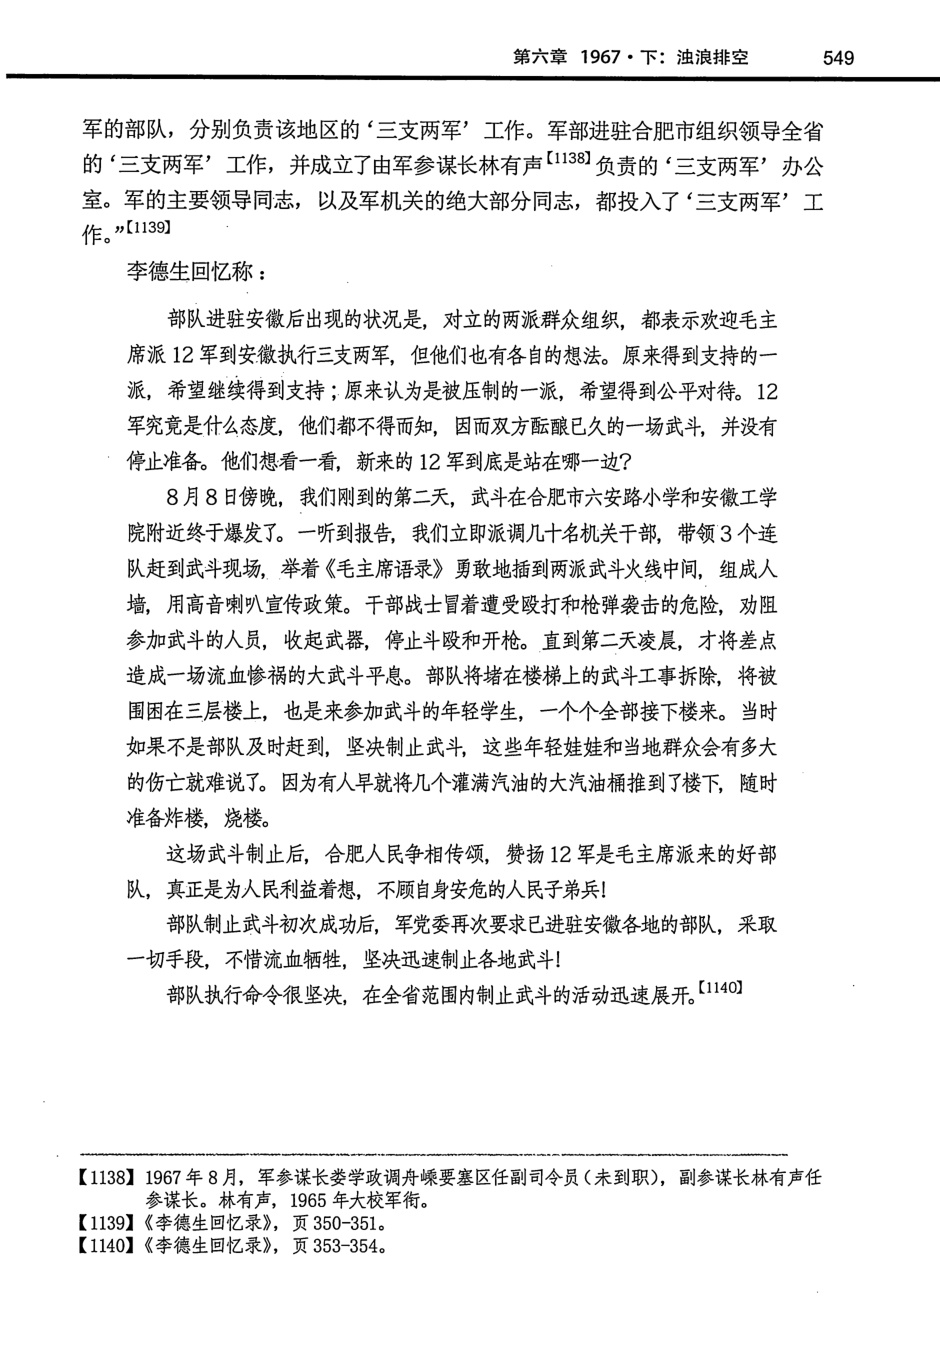 第六章 1967·下：浊浪排空 549
军的部队，分别负责该地区的‘三支两军’工作。军部进驻合肥市组织领导全省
的‘三支两军’工作，并成立了由军参谋长林有声【1138】负责的‘三支两军’办公
室。军的主要领导同志，以及军机关的绝大部分同志，都投入了‘三支两军’工
作。”【1139】
李德生回忆称：
部队进驻安徽后出现的状况是，对立的两派群众组织，都表示欢迎毛主
席派 12 军到安徽执行三支两军，但他们也有各自的想法。原来得到支持的一
派，希望继续得到支持；原来认为是被压制的一派，希望得到公平对待。12
军究竟是什么态度，他们都不得而知，因而双方酝酿已久的一场武斗，并没有
停止准备。他们想看一看，新来的 12 军到底是站在哪一边？
8 月 8 日傍晚，我们刚到的第二天，武斗在合肥市六安路小学和安徽工学
院附近终于爆发了。一听到报告，我们立即派调几十名机关干部，带领 3 个连
队赶到武斗现场，举着《毛主席语录》勇敢地插到两派武斗火线中间，组成人
墙，用高音喇叭宣传政策。干部战士冒着遭受殴打和枪弹袭击的危险，劝阻
参加武斗的人员，收起武器，停止斗殴和开枪。直到第二天凌晨，才将差点
造成一场流血惨祸的大武斗平息。部队将堵在楼梯上的武斗工事拆除，将被
围困在三层楼上，也是来参加武斗的年轻学生，一个个全部接下楼来。当时
如果不是部队及时赶到，坚决制止武斗，这些年轻娃娃和当地群众会有多大
的伤亡就难说了。因为有人早就将几个灌满汽油的大汽油桶推到了楼下，随时
准备炸楼，烧楼。
这场武斗制止后，合肥人民争相传颂，赞扬 12 军是毛主席派来的好部
队，真正是为人民利益着想，不顾自身安危的人民子弟兵！
部队制止武斗初次成功后，军党委再次要求已进驻安徽各地的部队，采取
一切手段，不惜流血牺牲，坚决迅速制止各地武斗！
部队执行命令很坚决，在全省范围内制止武斗的活动迅速展开。【1140】
【1138】1967 年 8 月，军参谋长娄学政调舟嵊要塞区任副司令员（未到职），副参谋长林有声任
参谋长。林有声，1965 年大校军衔。
【1139】《李德生回忆录》，页 350-351。
【1140】《李德生回忆录》，页 353-354。